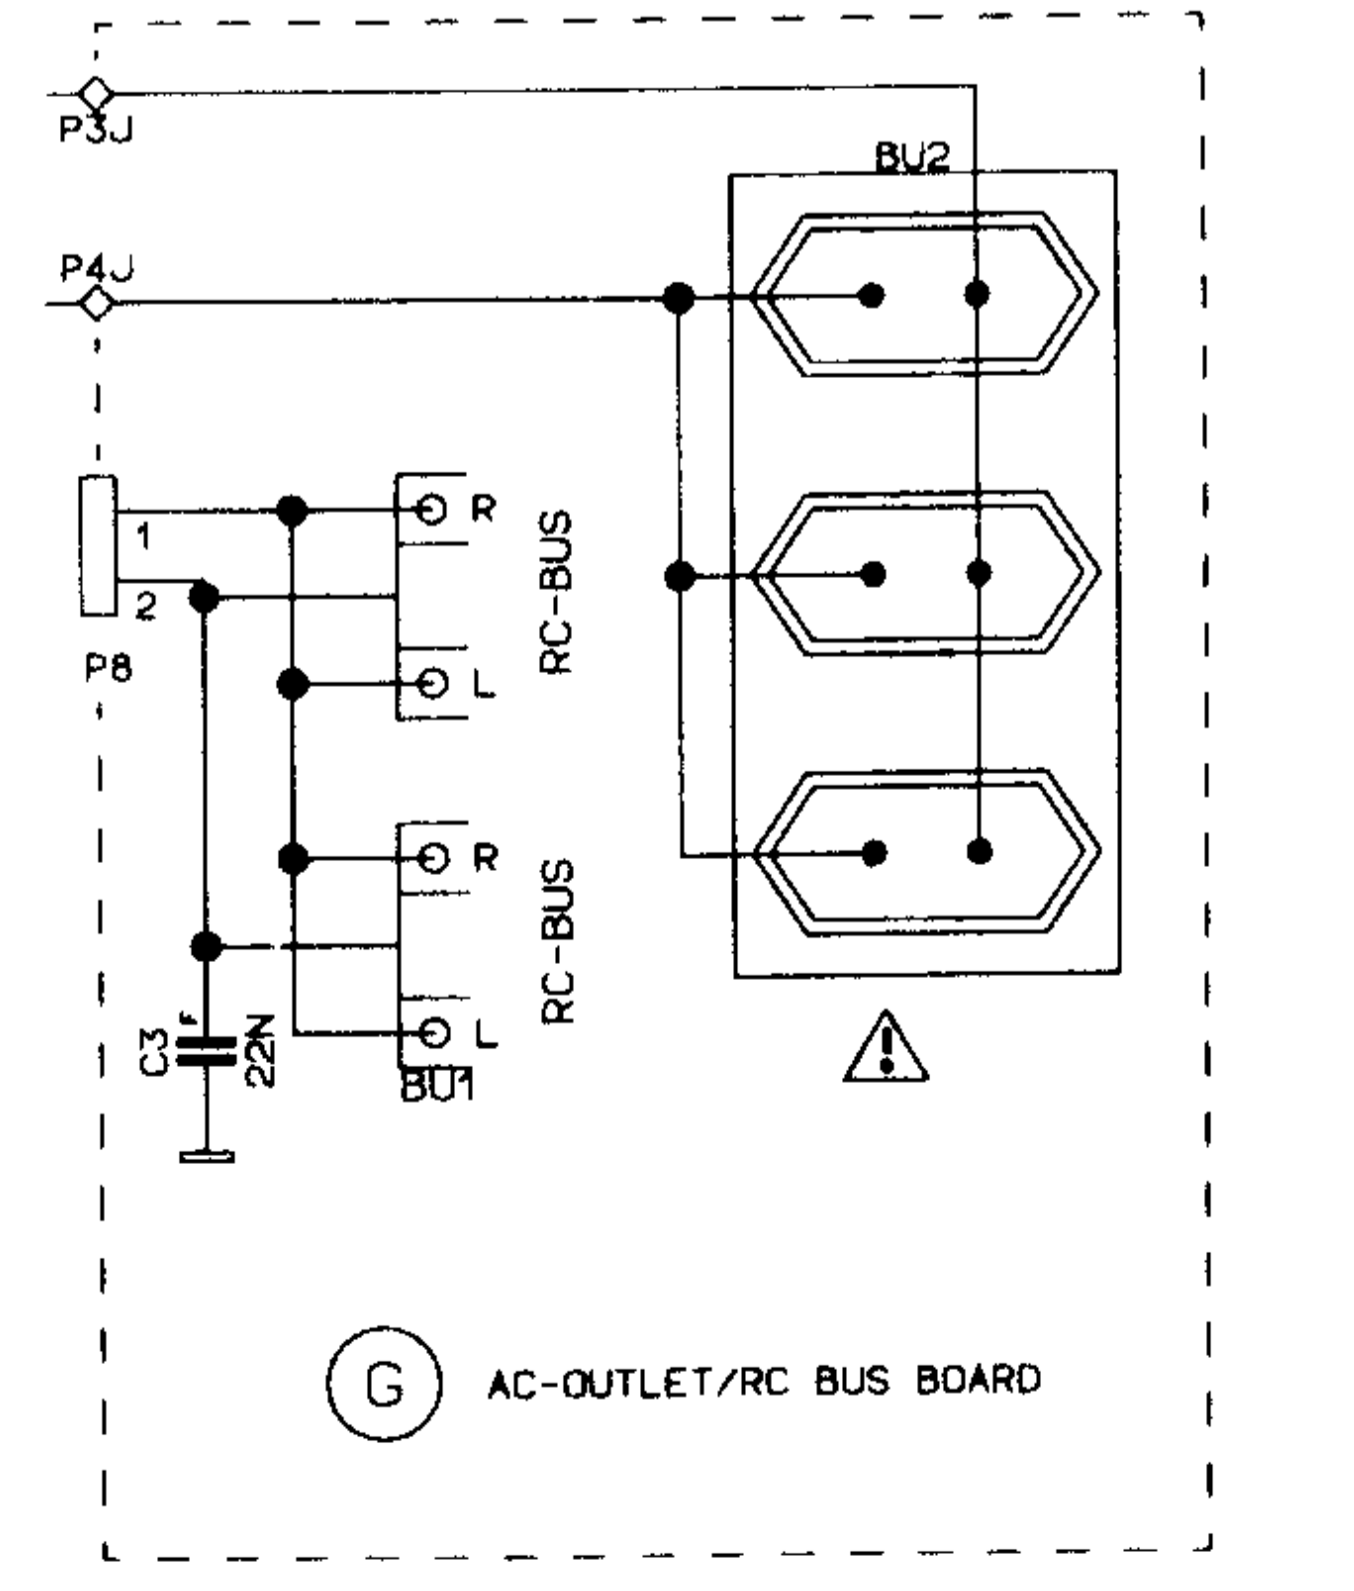 P3J
BU2
P4J
1
2
P8
R
L
RC-BUS
R
L
RC-BUS
C3
F
22N
BU1
G
AC-OUTLET/RC BUS BOARD